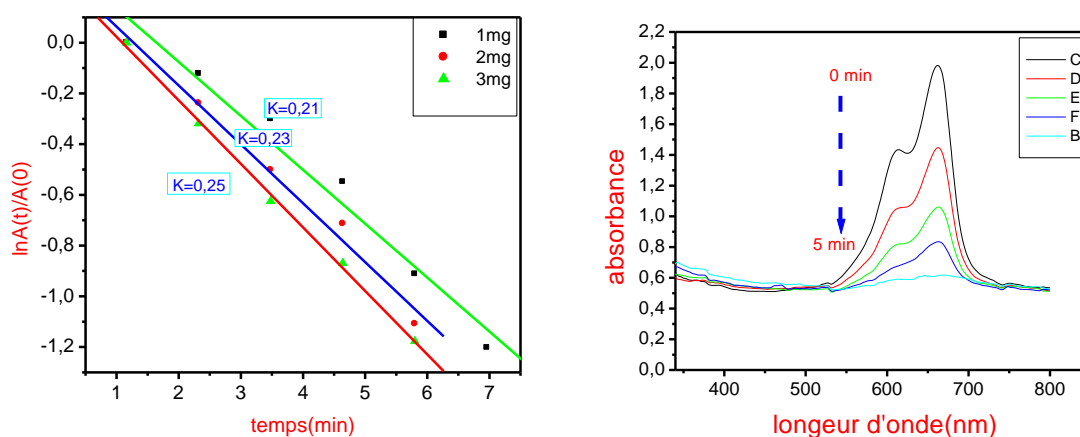 0,0
-0,2
-0,4
-0,6
-0,8
-1,0
-1,2
lnA(t)/A(0)
1mg
2mg
3mg
K=0,21
K=0,23
K=0,25
1 2 3 4 5 6 7
temps(min)
2,2
2,0
1,8
1,6
1,4
1,2
1,0
0,8
0,6
0,4
0,2
0,0
absorbance
0 min
5 min
C
D
E
F
B
400 500 600 700 800
longeur d'onde(nm)